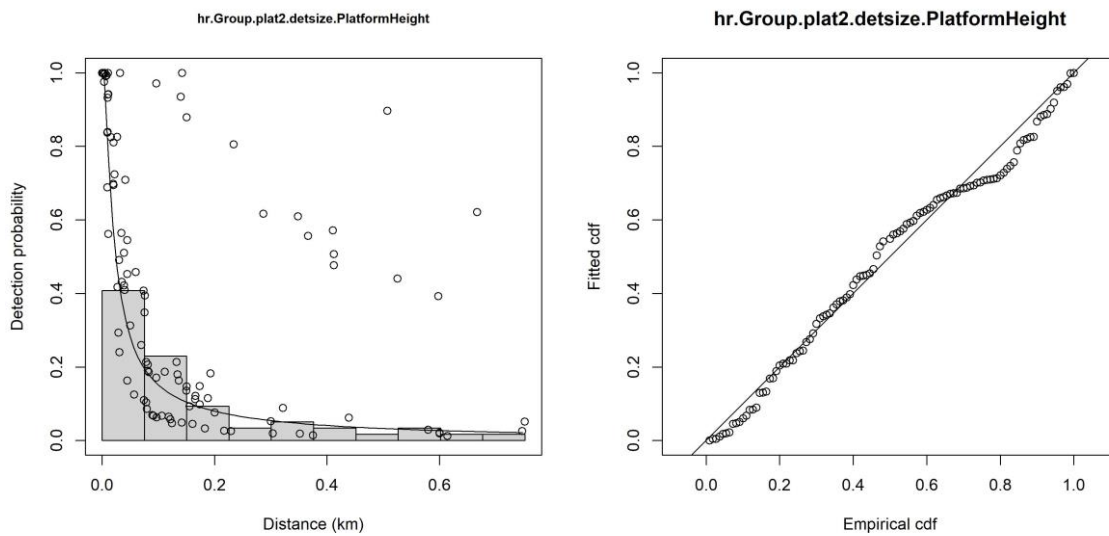 hr.Group.plat2.detsize.PlatformHeight
Detection probability
1.0
0.8
0.6
0.4
0.2
0.0
0.0 0.2 0.4 0.6
Distance (km)
hr.Group.plat2.detsize.PlatformHeight
Fitted cdf
1.0
0.8
0.6
0.4
0.2
0.0
0.0 0.2 0.4 0.6 0.8 1.0
Empirical cdf